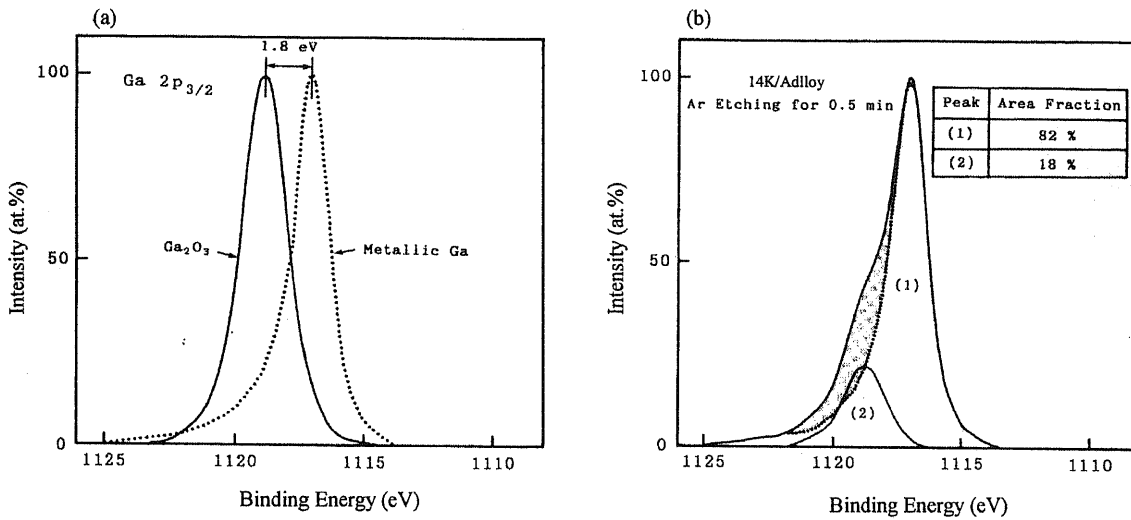 (a)
1.8 eV
Ga 2p3/2
100
50
0
Ga₂O₃
Metallic Ga
Intensity (at.%)
1125
1120
1115
1110
Binding Energy (eV)
(b)
14K/Adlloy
Ar Etching for 0.5 min
Peak Area Fraction
(1) 82 %
(2) 18 %
100
50
0
(1)
(2)
Intensity (at.%)
1125
1120
1115
1110
Binding Energy (eV)